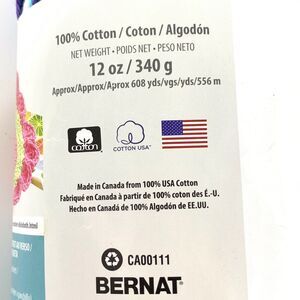 100% Cotton / Coton / Algodón
NET WEIGHT • POIDS NET • PESO NETO
12 oz / 340 g
Approx/Approx/Aprox 608 yds/vgs/yds/556 m
COTTON
COTTON USA™
Made in Canada from 100% USA Cotton
Fabriqué en Canada à partir de 100% coton des É.-U.
Hecho en Canadá de 100% Algodón de EE.UU.
CA00111
BERNAT